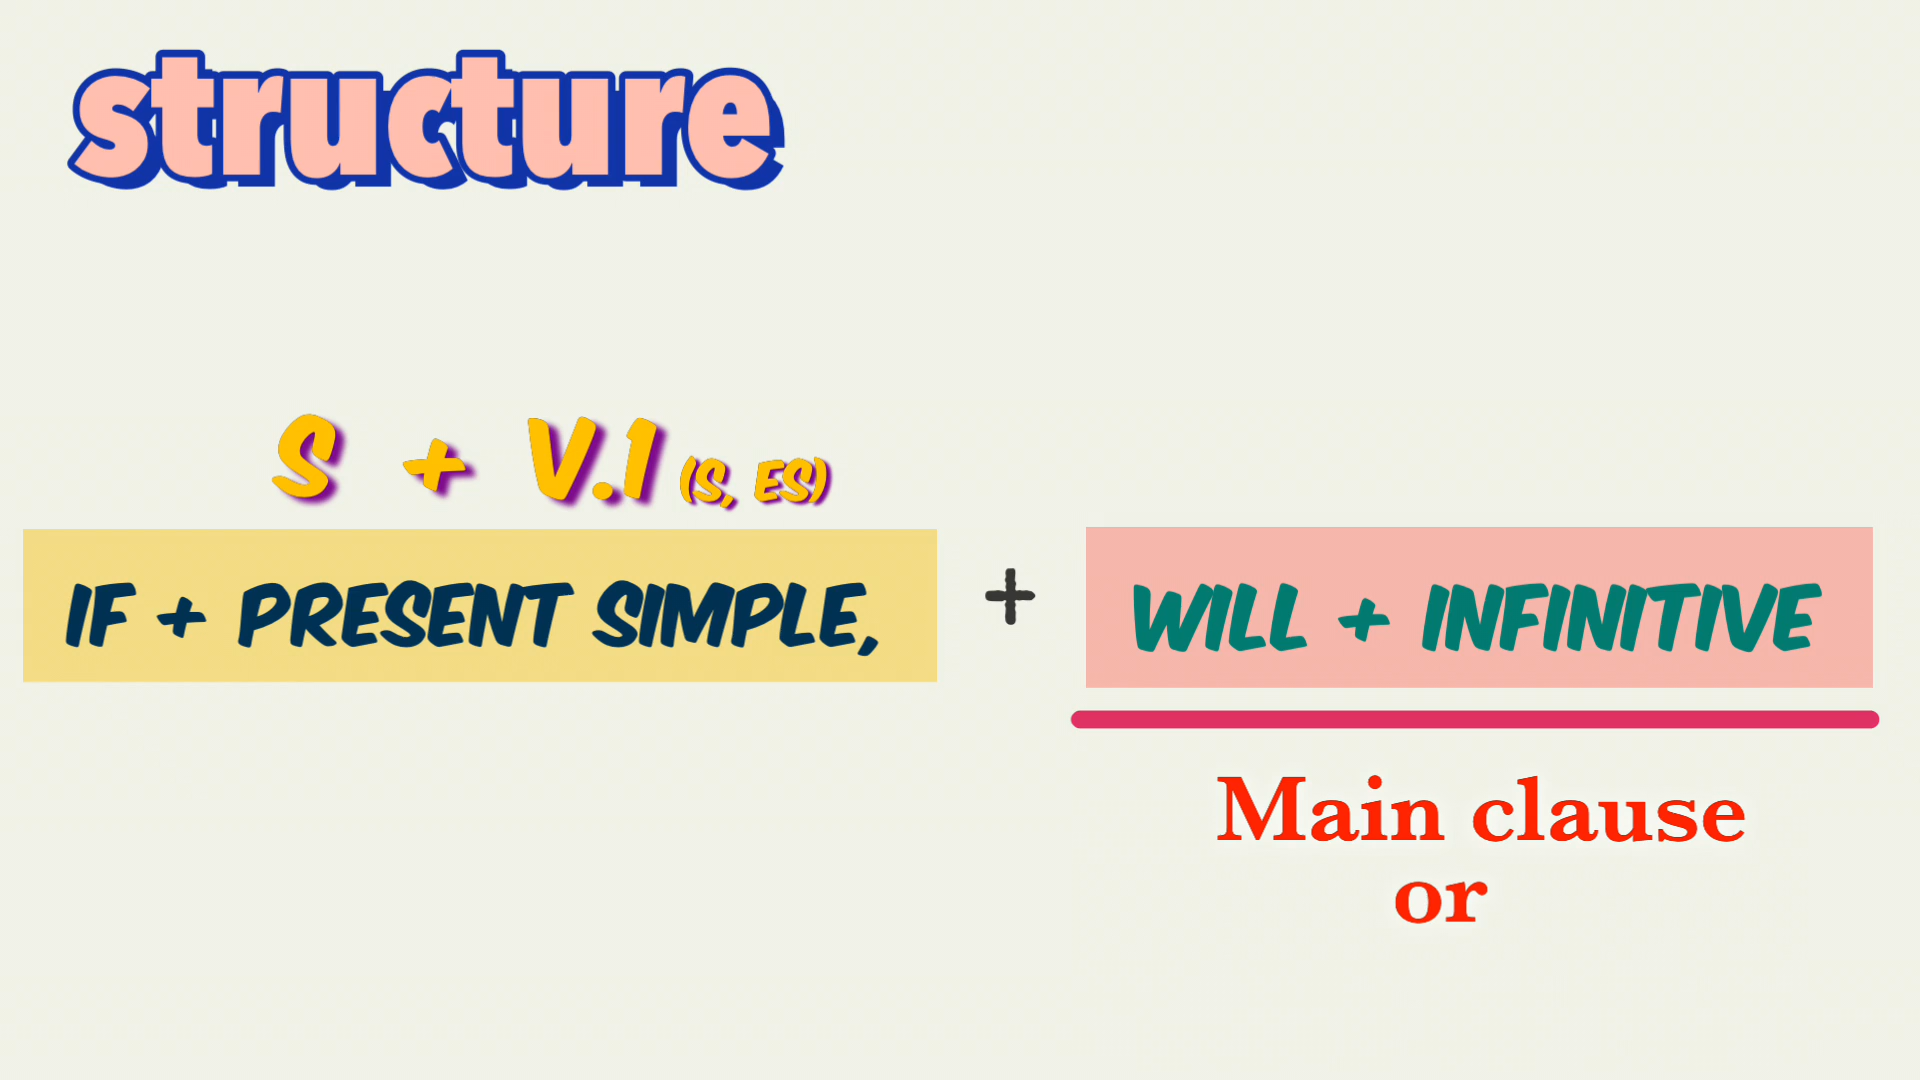 structure
S + V.1 (S, ES)
IF + PRESENT SIMPLE,
+
WILL + INFINITIVE
Main clause
or